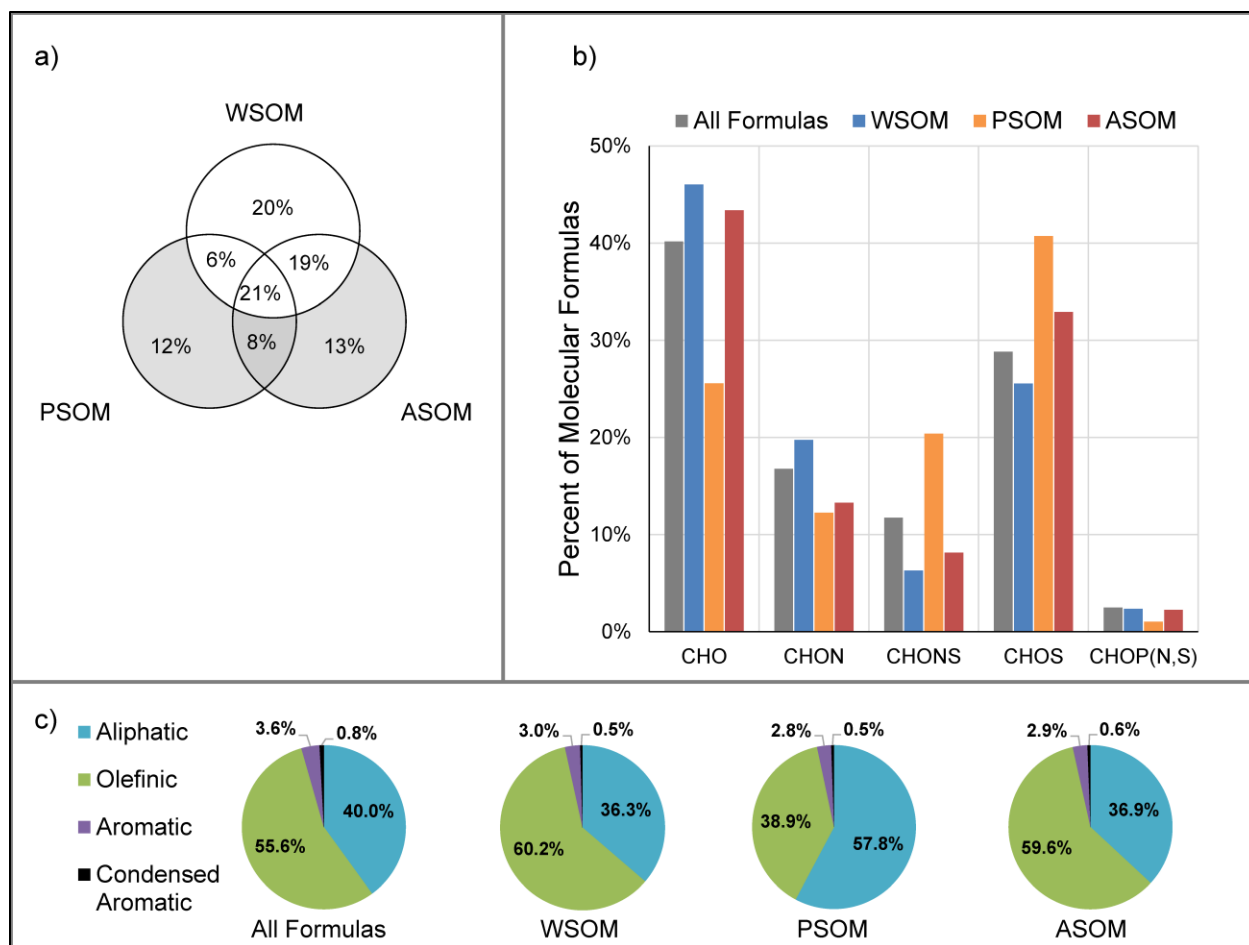 a)
WSOM
20%
6%
19%
21%
12%
8%
13%
PSOM
ASOM
b)
All Formulas WSOM PSOM ASOM
Percent of Molecular Formulas
50%
40%
30%
20%
10%
0%
CHO CHON CHONS CHOS CHOP(N,S)
c)
Aliphatic
Olefinic
Aromatic
Condensed
Aromatic
3.6% 0.8%
40.0%
55.6%
All Formulas
3.0% 0.5%
36.3%
60.2%
WSOM
2.8% 0.5%
38.9%
57.8%
PSOM
2.9% 0.6%
36.9%
59.6%
ASOM